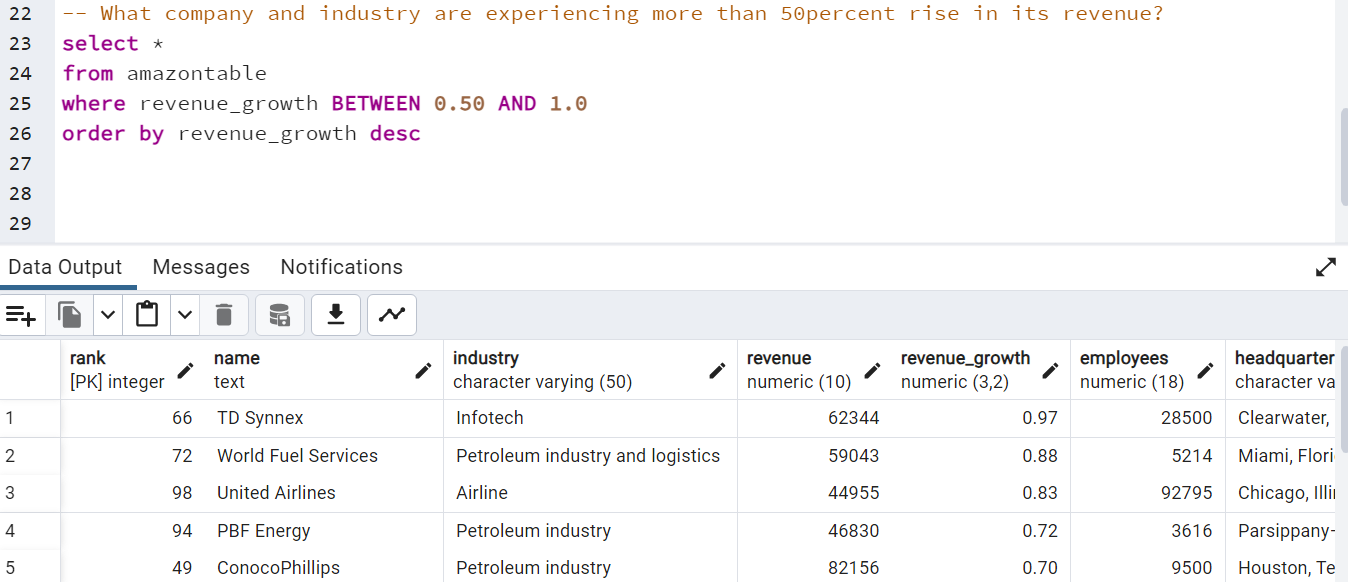 22 -- What company and industry are experiencing more than 50percent rise in its revenue?
23 select *
24 from amazontable
25 where revenue_growth BETWEEN 0.50 AND 1.0
26 order by revenue_growth desc
27
28
29
Data Output Messages Notifications
rank name industry revenue revenue_growth employees headquarter
[PK] integer text character varying (50) numeric (10) numeric (3,2) numeric (18) character va
1 66 TD Synnex Infotech 62344 0.97 28500 Clearwater,
2 72 World Fuel Services Petroleum industry and logistics 59043 0.88 5214 Miami, Flori
3 98 United Airlines Airline 44955 0.83 92795 Chicago, Illi
4 94 PBF Energy Petroleum industry 46830 0.72 3616 Parsippany-
5 49 ConocoPhillips Petroleum industry 82156 0.70 9500 Houston, Te